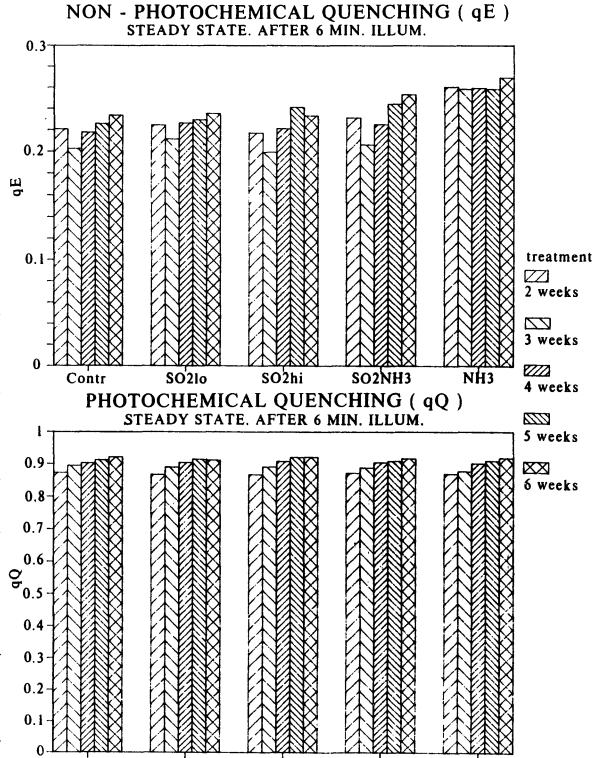 NON - PHOTOCHEMICAL QUENCHING ( qE )
STEADY STATE. AFTER 6 MIN. ILLUM.
0.3
0.2
0.1
0
qE
Contr SO2lo SO2hi SO2NH3 NH3
treatment
2 weeks
3 weeks
4 weeks
5 weeks
6 weeks
PHOTOCHEMICAL QUENCHING ( qQ )
STEADY STATE. AFTER 6 MIN. ILLUM.
1
0.9
0.8
0.7
0.6
0.5
0.4
0.3
0.2
0.1
0
qQ